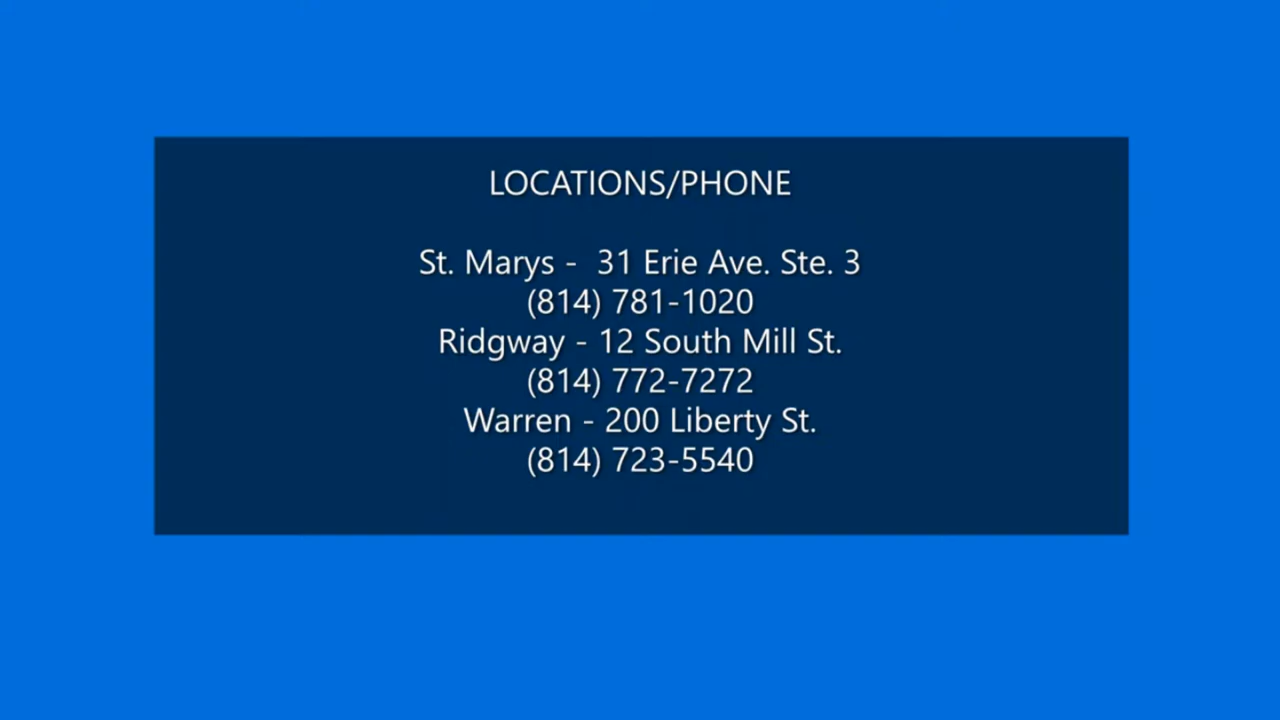 LOCATIONS/PHONE
St. Marys -  31 Erie Ave. Ste. 3
(814) 781-1020
Ridgway - 12 South Mill St.
(814) 772-7272
Warren - 200 Liberty St.
(814) 723-5540